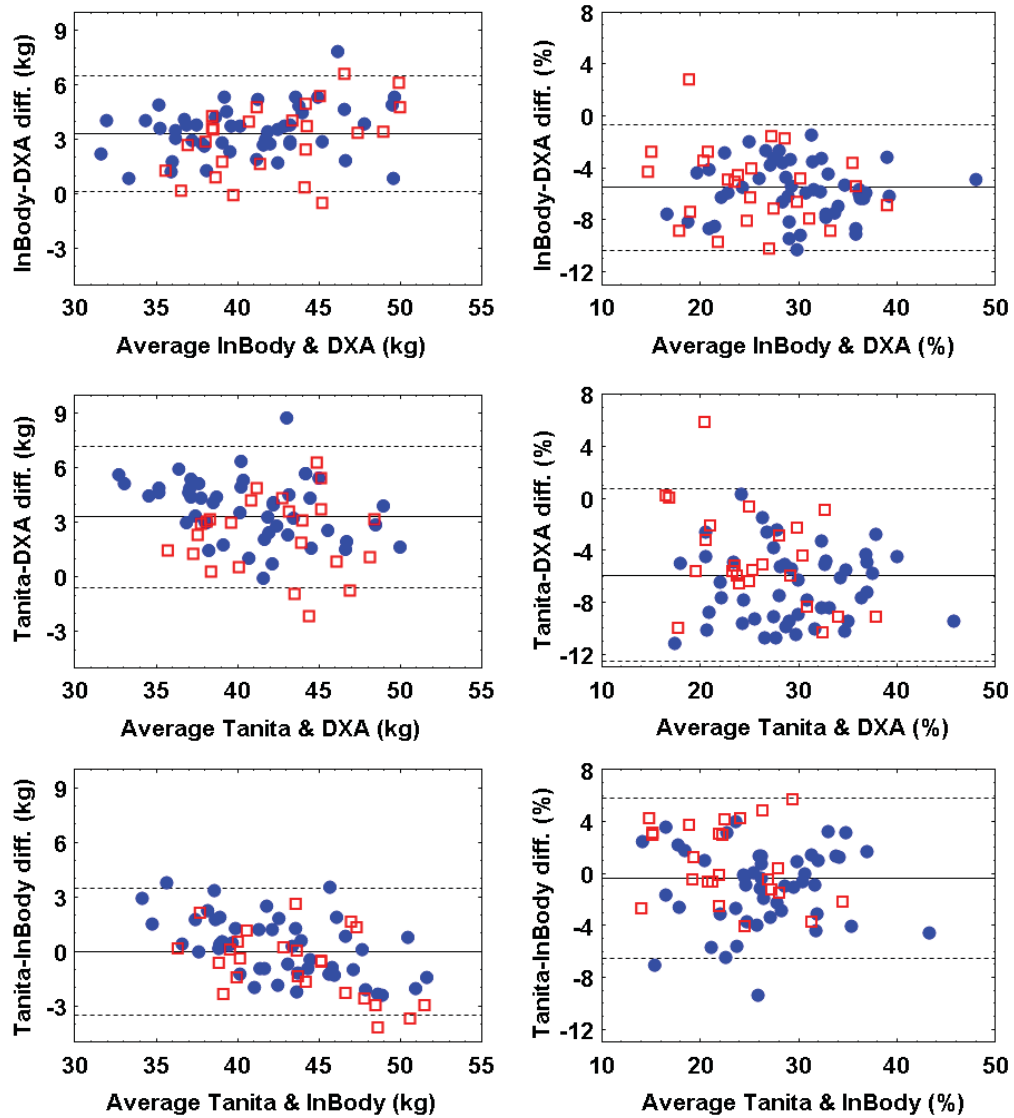 InBody-DXA diff. (kg)
9
6
3
0
-3
30 35 40 45 50 55
Average InBody & DXA (kg)
InBody-DXA diff. (%)
8
4
0
-4
-8
-12
10 20 30 40 50
Average InBody & DXA (%)
Tanita-DXA diff. (kg)
9
6
3
0
-3
30 35 40 45 50 55
Average Tanita & DXA (kg)
Tanita-DXA diff. (%)
8
4
0
-4
-8
-12
10 20 30 40 50
Average Tanita & DXA (%)
Tanita-InBody diff. (kg)
9
6
3
0
-3
30 35 40 45 50 55
Average Tanita & InBody (kg)
Tanita-InBody diff. (%)
8
4
0
-4
-8
-12
10 20 30 40 50
Average Tanita & InBody (%)